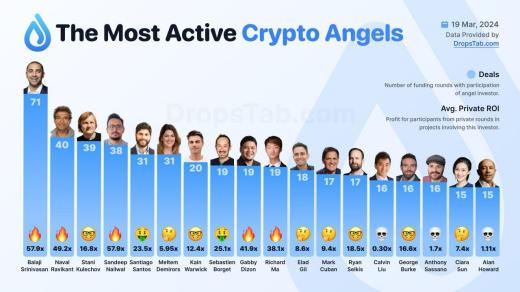 The Most Active Crypto Angels
19 Mar, 2024
Data Provided by
DropsTab.com
Deals
Number of funding rounds with participation
of angel investor.
Avg. Private ROI
Profit for participants from private rounds in
projects involving this investor.
DropsTab.com
71 40 39 38 31 31 20 19 19 19 18 17 17 16 16 16 15 15
57.9x 49.2x 16.8x 57.9x 23.5x 5.95x 12.4x 25.1x 41.9x 38.1x 8.6x 9.4x 18.5x 0.30x 16.6x 1.7x 7.4x 1.11x
Balaji Naval Stani Sandeep Santiago Meltem Kain Sebastien Gabby Richard Elad Mark Ryan Calvin George Anthony Ciara Alan
Srinivasan Ravikant Kulechov Nailwal Santos Demirors Warwick Borget Dizon Ma Gil Cuban Selkis Liu Burke Sassano Sun Howard